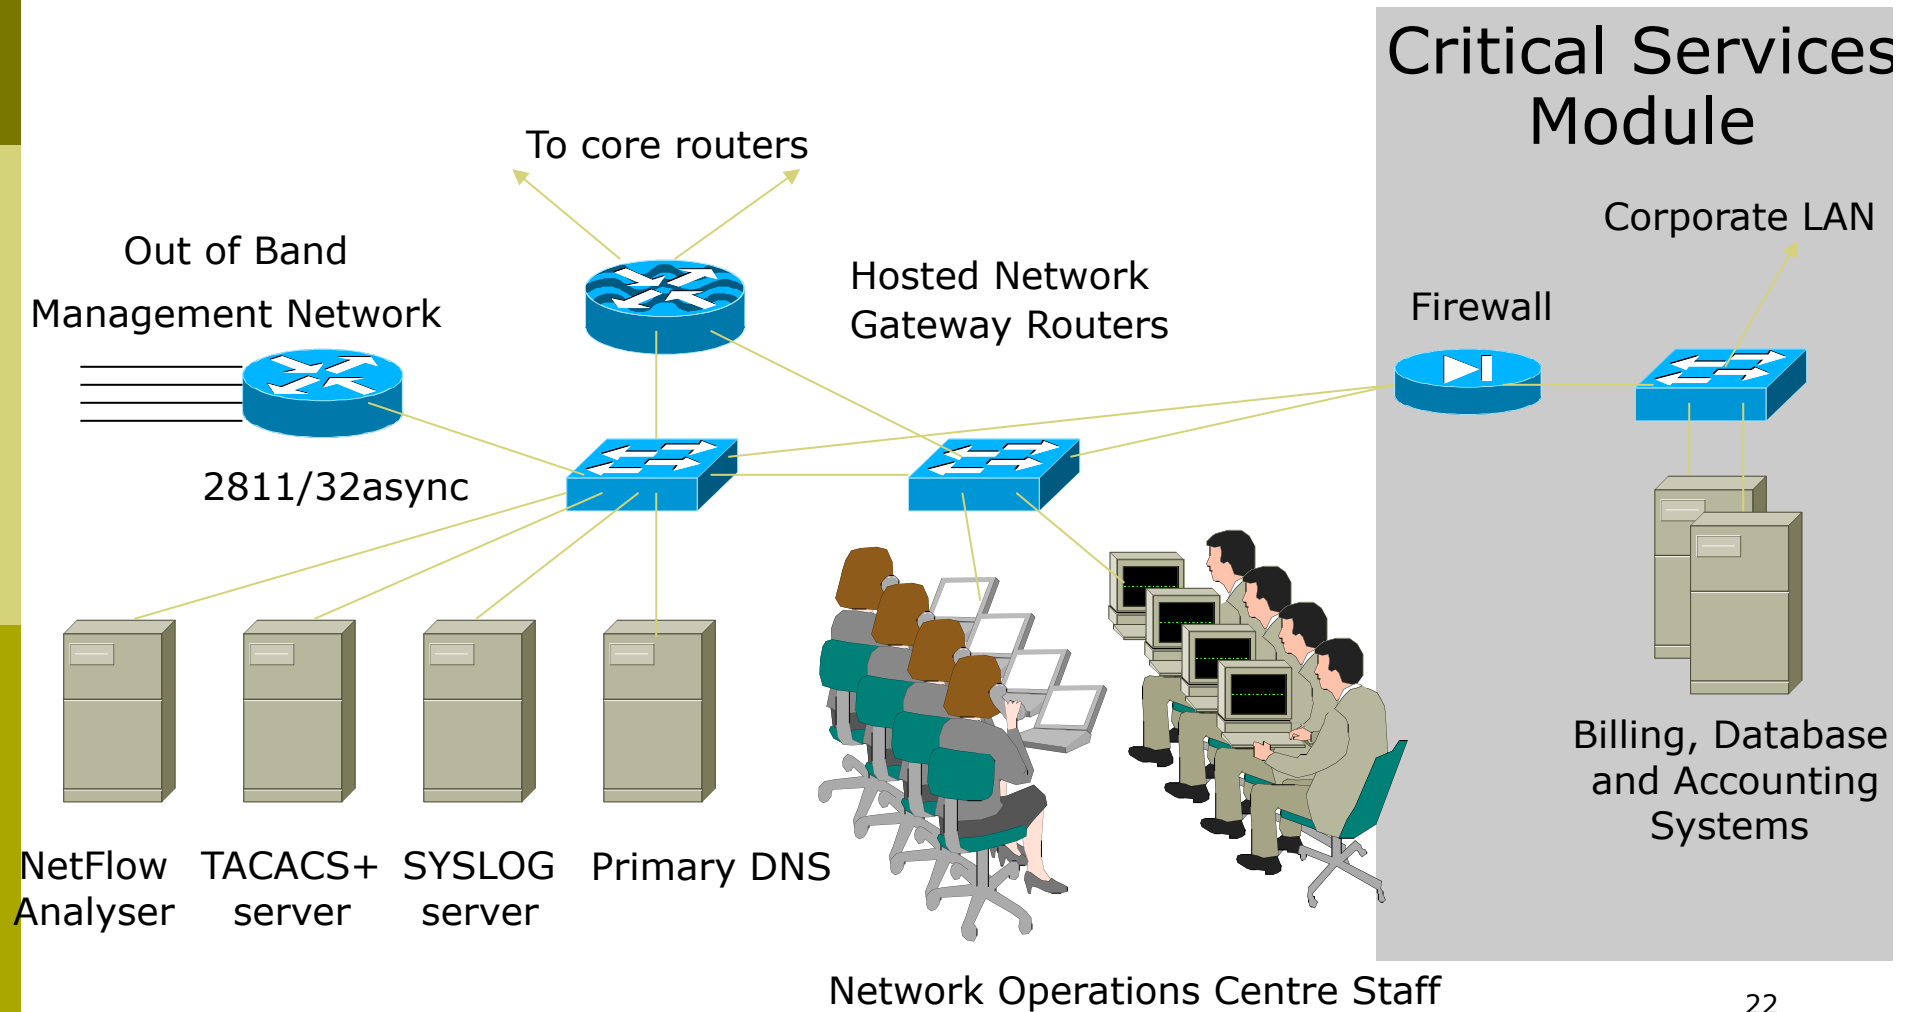 Critical Services
Module
To core routers
Corporate LAN
Out of Band
Management Network
Hosted Network
Gateway Routers
Firewall
2811/32async
Billing, Database
and Accounting
Systems
NetFlow
Analyser
TACACS+
server
SYSLOG
server
Primary DNS
Network Operations Centre Staff
22